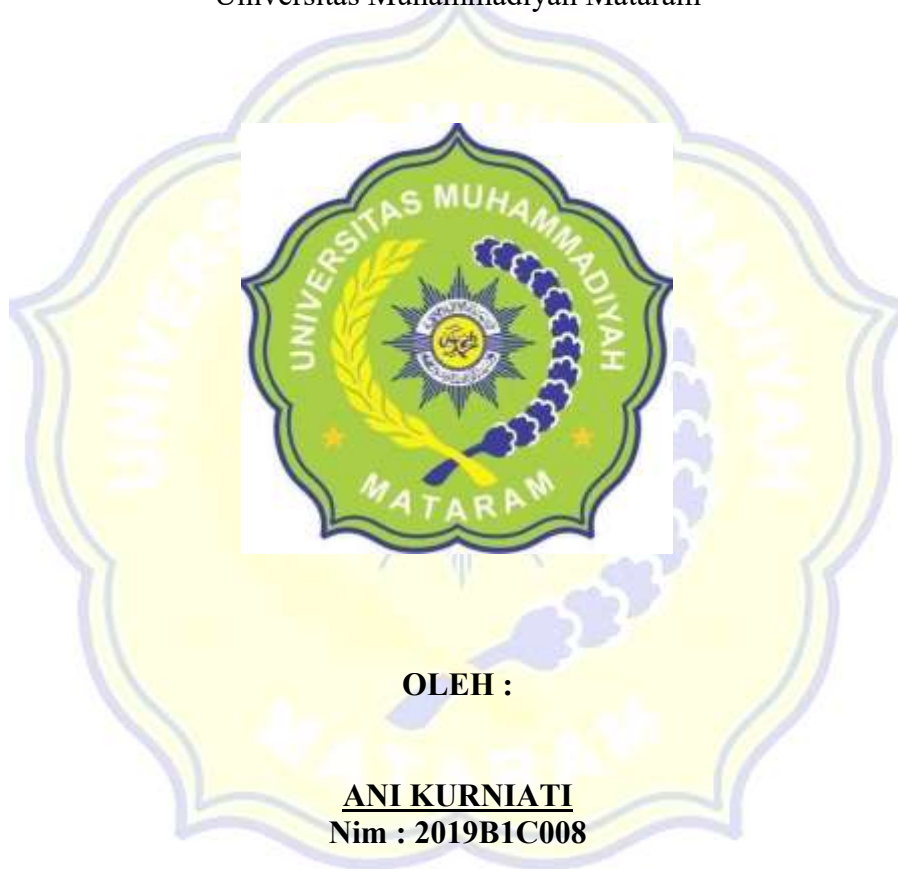 Universitas Muhammadiyah Mataram
UNIVERSITAS MUHAMMADIYAH
MATARAM
OLEH :
ANI KURNIATI
Nim : 2019B1C008